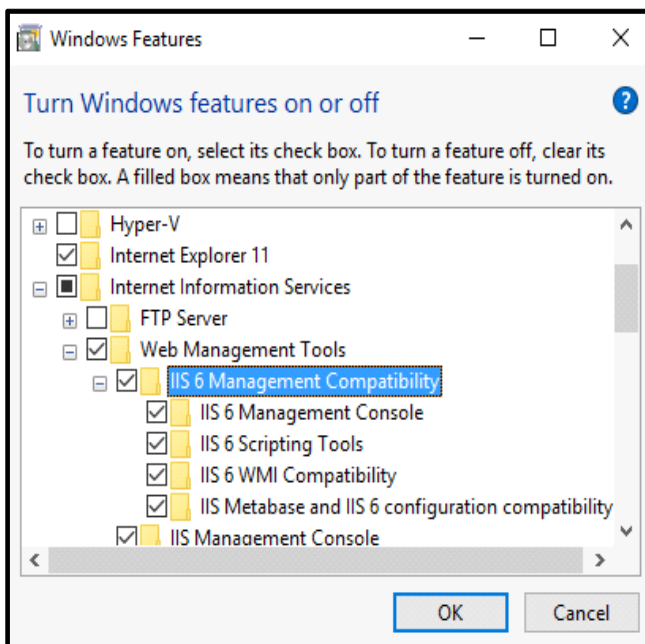 Windows Features
Turn Windows features on or off
?
To turn a feature on, select its check box. To turn a feature off, clear its
check box. A filled box means that only part of the feature is turned on.
Hyper-V
Internet Explorer 11
Internet Information Services
FTP Server
Web Management Tools
IIS 6 Management Compatibility
IIS 6 Management Console
IIS 6 Scripting Tools
IIS 6 WMI Compatibility
IIS Metabase and IIS 6 configuration compatibility
IIS Management Console
OK
Cancel